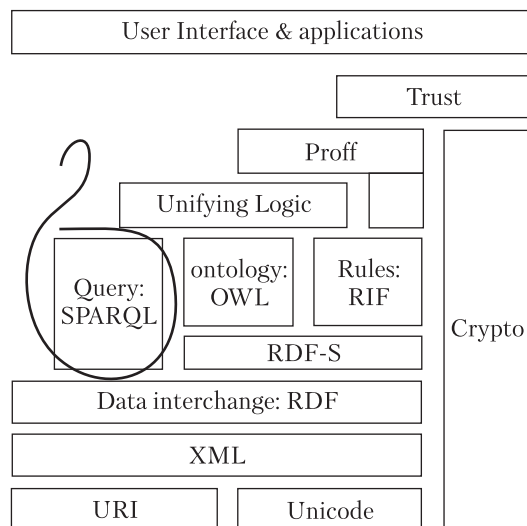 User Interface & applications
Trust
Proff
Unifying Logic
Query:
SPARQL
ontology:
OWL
Rules:
RIF
Crypto
RDF-S
Data interchange: RDF
XML
URI
Unicode